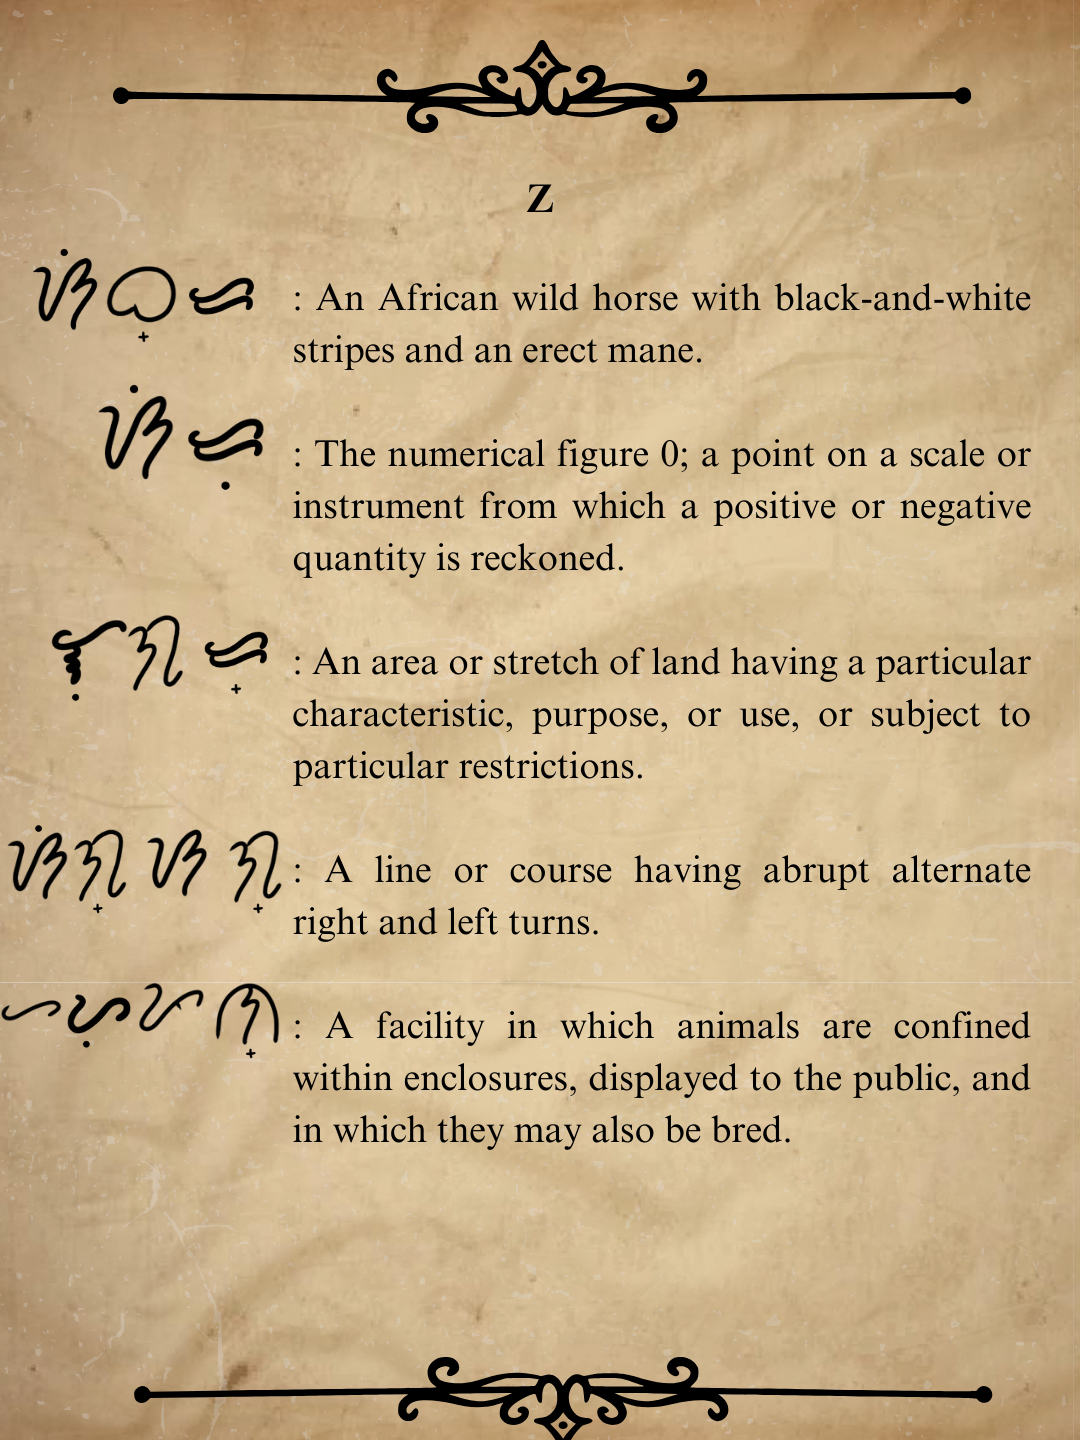 Z
ᜐᜒᜊ᜔ᜇ : An African wild horse with black-and-white
stripes and an erect mane.
ᜐᜒᜇᜓ : The numerical figure 0; a point on a scale or
instrument from which a positive or negative
quantity is reckoned.
ᜎᜓᜄᜇ᜔ : An area or stretch of land having a particular
characteristic, purpose, or use, or subject to
particular restrictions.
ᜐᜒᜄ᜔ᜐᜄ᜔ : A line or course having abrupt alternate
right and left turns.
ᜑᜌᜓᜉᜈ᜔ : A facility in which animals are confined
within enclosures, displayed to the public, and
in which they may also be bred.